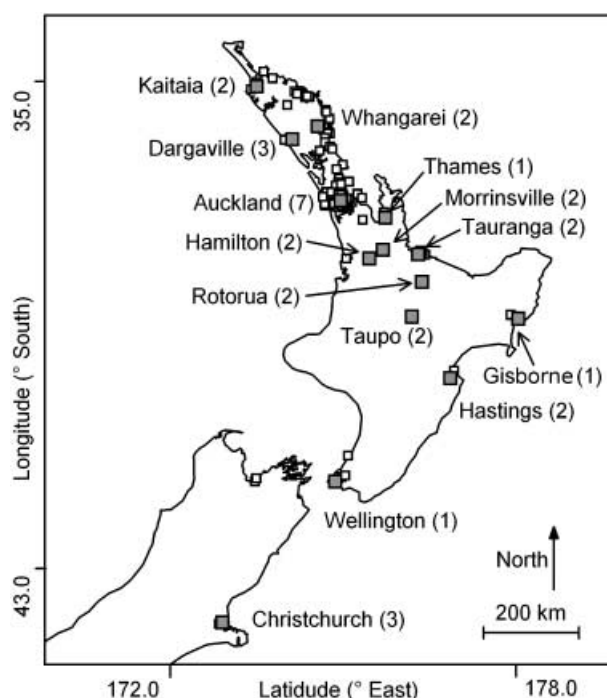 35.0
Kaitaia (2)
Whangarei (2)
Dargaville (3)
Thames (1)
Auckland (7)
Morrinsville (2)
Hamilton (2)
Tauranga (2)
Rotorua (2)
Taupo (2)
Longitude (° South)
Gisborne (1)
Hastings (2)
Wellington (1)
North
43.0
Christchurch (3)
200 km
172.0
Latidude (° East)
178.0